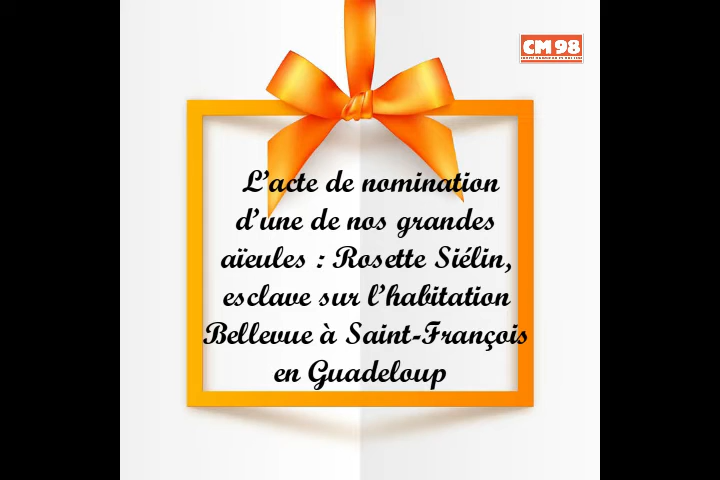 CM 98
L'acte de nomination
d'une de nos grandes
aïeules : Rosette Siélin,
esclave sur l'habitation
Bellevue à Saint-François
en Guadeloup